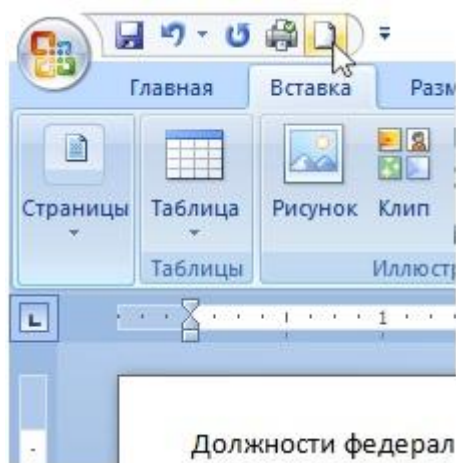 Главная Вставка
Страницы Таблица Рисунок Клип
Таблицы
L 1
Должности федерал